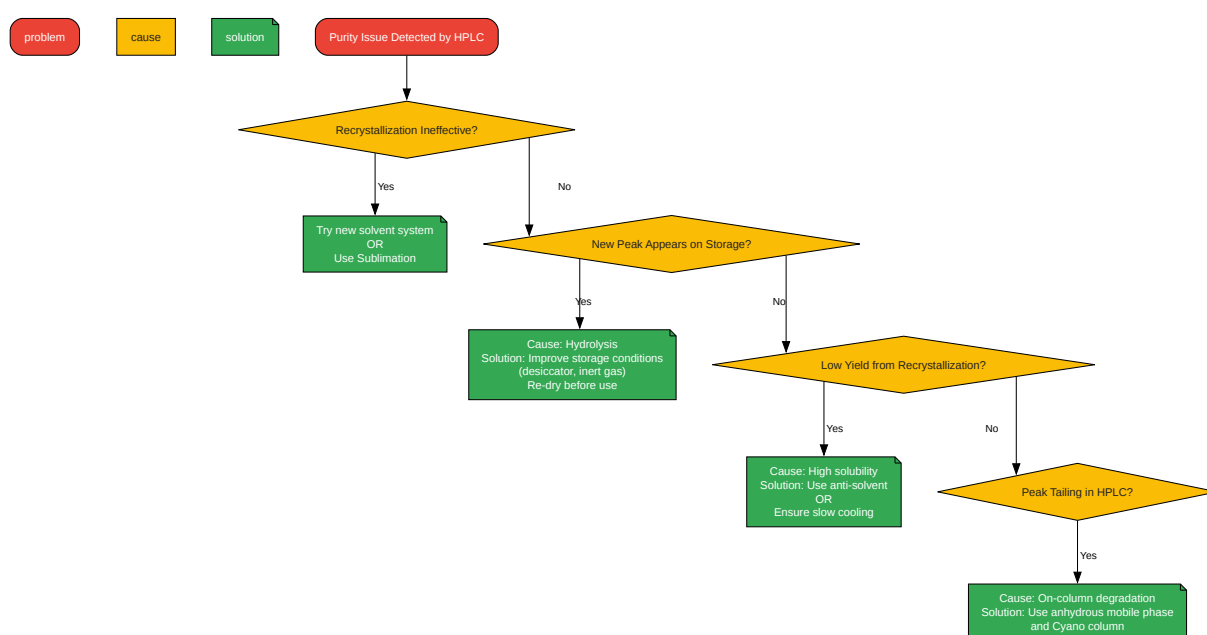 problem
cause
solution
Purity Issue Detected by HPLC
Recrystallization Ineffective?
Yes
No
Try new solvent system
OR
Use Sublimation
New Peak Appears on Storage?
Yes
No
Cause: Hydrolysis
Solution: Improve storage conditions
(desiccator, inert gas)
Re-dry before use
Low Yield from Recrystallization?
Yes
No
Cause: High solubility
Solution: Use anti-solvent
OR
Ensure slow cooling
Peak Tailing in HPLC?
Yes
Cause: On-column degradation
Solution: Use anhydrous mobile phase
and Cyano column